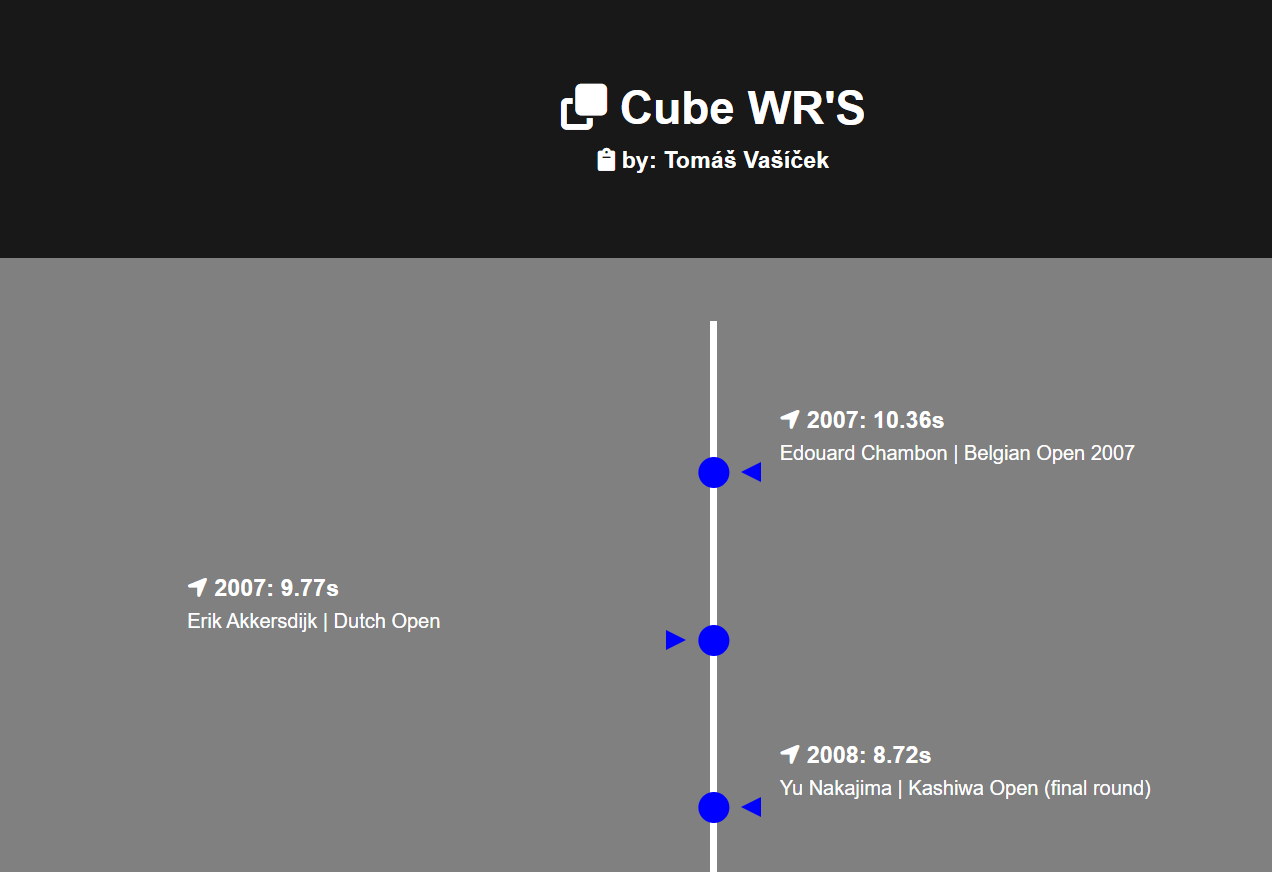 Cube WR'S
by: Tomáš Vašíček
2007: 10.36s
Edouard Chambon | Belgian Open 2007
2007: 9.77s
Erik Akkersdijk | Dutch Open
2008: 8.72s
Yu Nakajima | Kashiwa Open (final round)